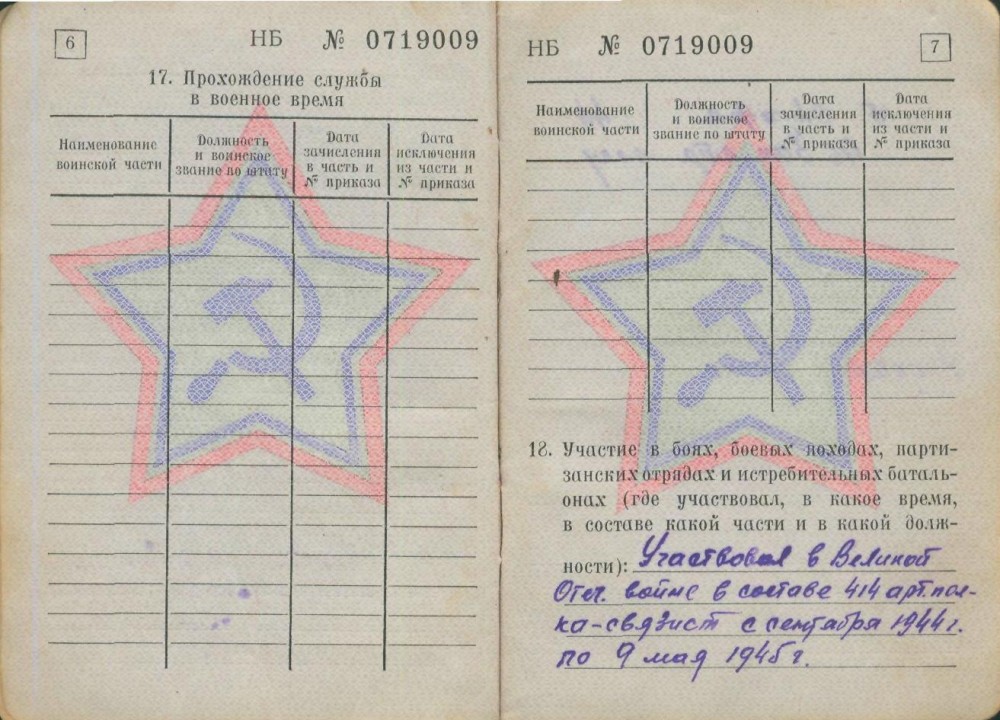 6
НБ № 0719009
17. Прохождение службы
в военное время
Наименование
воинской части
Должность
и воинское
звание по штату
Дата
зачисления
в часть и
№ приказа
Дата
исключения
из части и
№ приказа
НБ № 0719009
7
Наименование
воинской части
Должность
и воинское
звание по штату
Дата
зачисления
в часть и
№ приказа
Дата
исключения
из части и
№ приказа
18. Участие в боях, боевых походах, парти-
занских отрядах и истребительных баталь-
онах (где участвовал, в какое время,
в составе какой части и в какой долж-
ности): Участвовал в Великой
Отеч. войне в составе 414 арт. пол-
ка-связист с сентября 1944 г.
по 9 мая 1945 г.